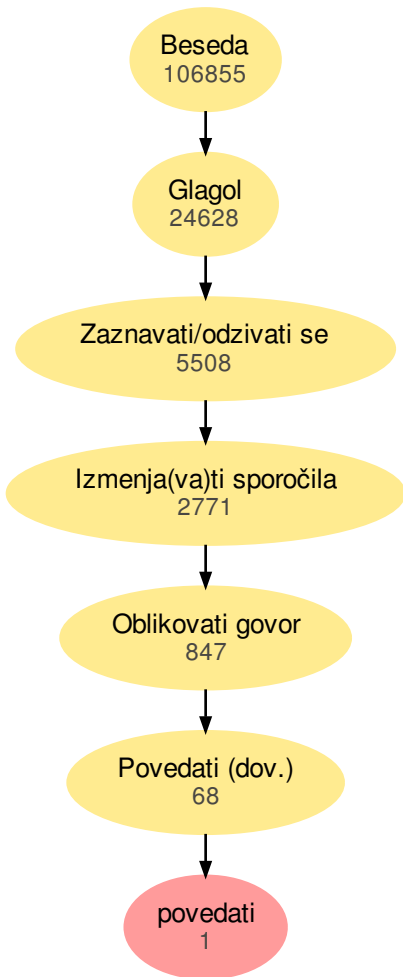 Beseda
106855
Glagol
24628
Zaznavati/odzivati se
5508
Izmenja(va)ti sporočila
2771
Oblikovati govor
847
Povedati (dov.)
68
povedati
1